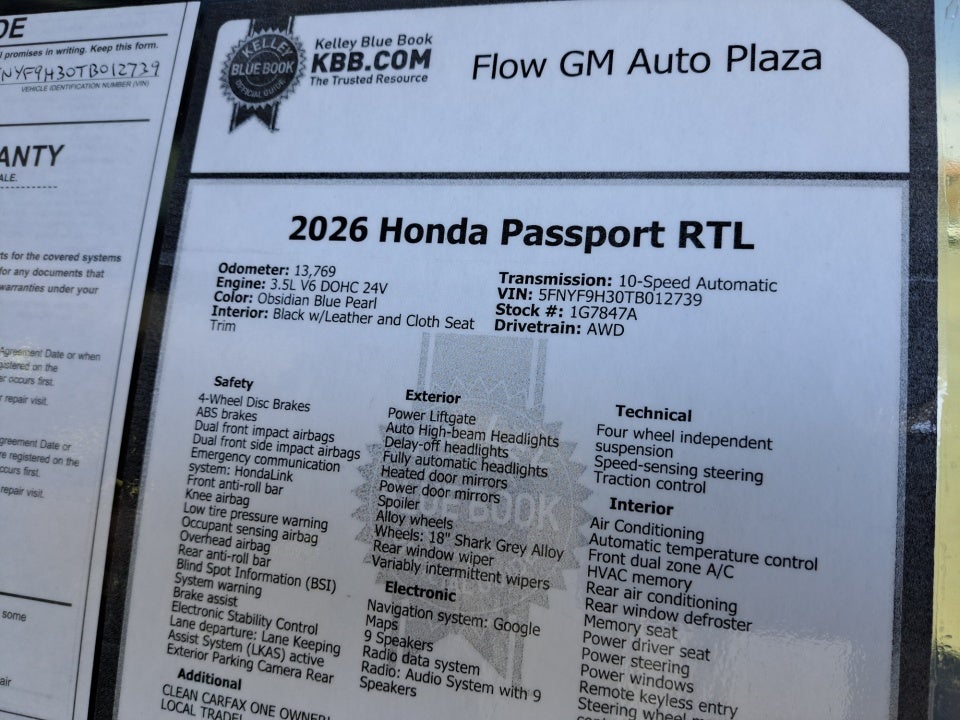 DE
promises in writing. Keep this form.
NYF9H30TB012739
VEHICLE IDENTIFICATION NUMBER (VIN)
ANTY
ALE.
ts for the covered systems
for any documents that
warranties under your
Agreement Date or when
gistered on the
er occurs first.
r repair visit.
greement Date or
re registered on the
ccurs first.
repair visit.
some
air
KELLEY
BLUE BOOK
OFFICIAL GUIDE
Kelley Blue Book
KBB.COM
The Trusted Resource
Flow GM Auto Plaza
2026 Honda Passport RTL
Odometer: 13,769
Engine: 3.5L V6 DOHC 24V
Color: Obsidian Blue Pearl
Interior: Black w/Leather and Cloth Seat
Trim
Transmission: 10-Speed Automatic
VIN: 5FNYF9H30TB012739
Stock #: 1G7847A
Drivetrain: AWD
Safety
4-Wheel Disc Brakes
ABS brakes
Dual front impact airbags
Dual front side impact airbags
Emergency communication
system: HondaLink
Front anti-roll bar
Knee airbag
Low tire pressure warning
Occupant sensing airbag
Overhead airbag
Rear anti-roll bar
Blind Spot Information (BSI)
System warning
Brake assist
Electronic Stability Control
Lane departure: Lane Keeping
Assist System (LKAS) active
Exterior Parking Camera Rear
Additional
CLEAN CARFAX ONE OWNER!
LOCAL TRADE!
Exterior
Power Liftgate
Auto High-beam Headlights
Delay-off headlights
Fully automatic headlights
Heated door mirrors
Power door mirrors
Spoiler
Alloy wheels
Wheels: 18" Shark Grey Alloy
Rear window wiper
Variably intermittent wipers
Electronic
Navigation system: Google
Maps
9 Speakers
Radio data system
Radio: Audio System with 9
Speakers
BLUE BOOK
Technical
Four wheel independent
suspension
Speed-sensing steering
Traction control
Interior
Air Conditioning
Automatic temperature control
Front dual zone A/C
HVAC memory
Rear air conditioning
Rear window defroster
Memory seat
Power driver seat
Power steering
Power windows
Remote keyless entry
Steering wheel